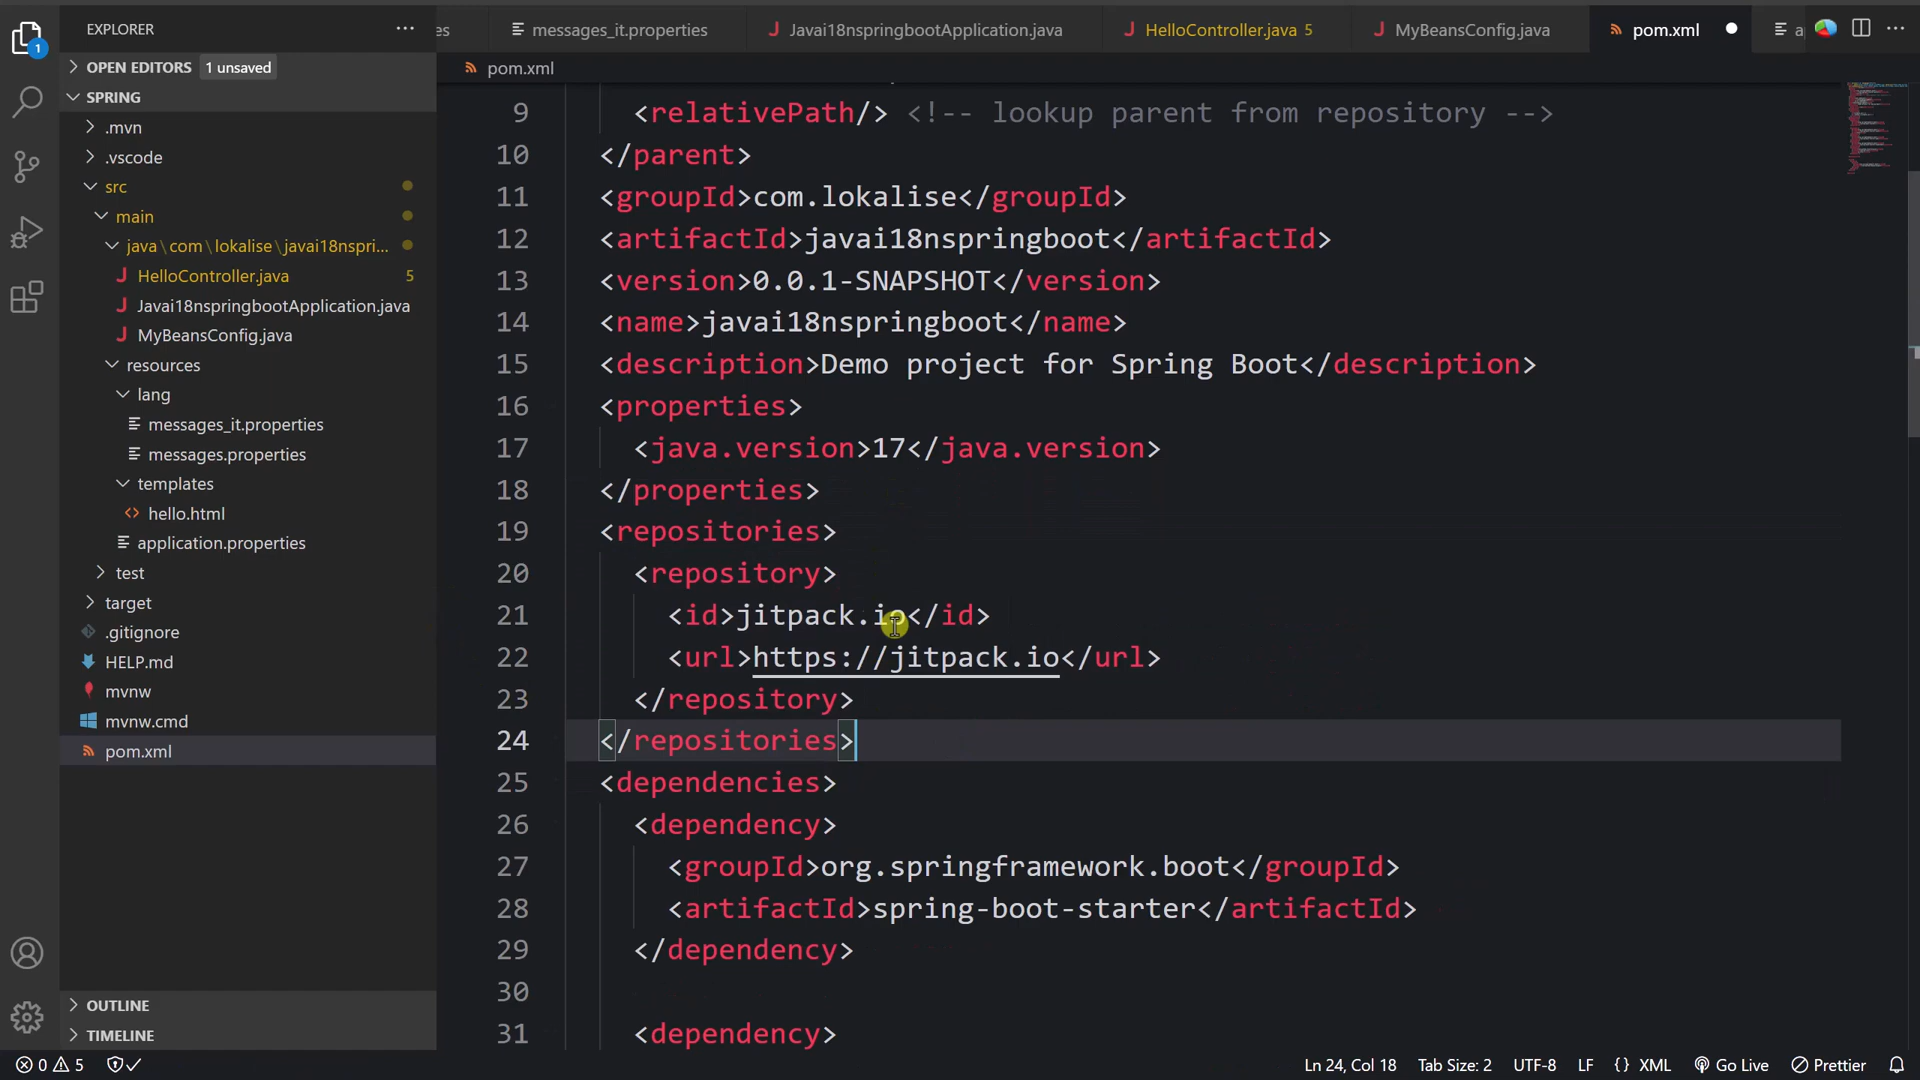 EXPLORER
···
OPEN EDITORS 1 unsaved
SPRING
.mvn
.vscode
src
main
java\com\lokalise\javai18nspri...
HelloController.java 5
Javai18nspringbootApplication.java
MyBeansConfig.java
resources
lang
messages_it.properties
messages.properties
templates
hello.html
application.properties
test
target
.gitignore
HELP.md
mvnw
mvnw.cmd
pom.xml
OUTLINE
TIMELINE
1
es
messages_it.properties
Javai18nspringbootApplication.java
HelloController.java 5
MyBeansConfig.java
pom.xml
a
···
pom.xml
9 <relativePath/> <!-- lookup parent from repository -->
10 </parent>
11 <groupId>com.lokalise</groupId>
12 <artifactId>javai18nspringboot</artifactId>
13 <version>0.0.1-SNAPSHOT</version>
14 <name>javai18nspringboot</name>
15 <description>Demo project for Spring Boot</description>
16 <properties>
17 <java.version>17</java.version>
18 </properties>
19 <repositories>
20 <repository>
21 <id>jitpack.io</id>
22 <url>https://jitpack.io</url>
23 </repository>
24 </repositories>
25 <dependencies>
26 <dependency>
27 <groupId>org.springframework.boot</groupId>
28 <artifactId>spring-boot-starter</artifactId>
29 </dependency>
30
31 <dependency>
0 5
Ln 24, Col 18 Tab Size: 2 UTF-8 LF {} XML Go Live Prettier